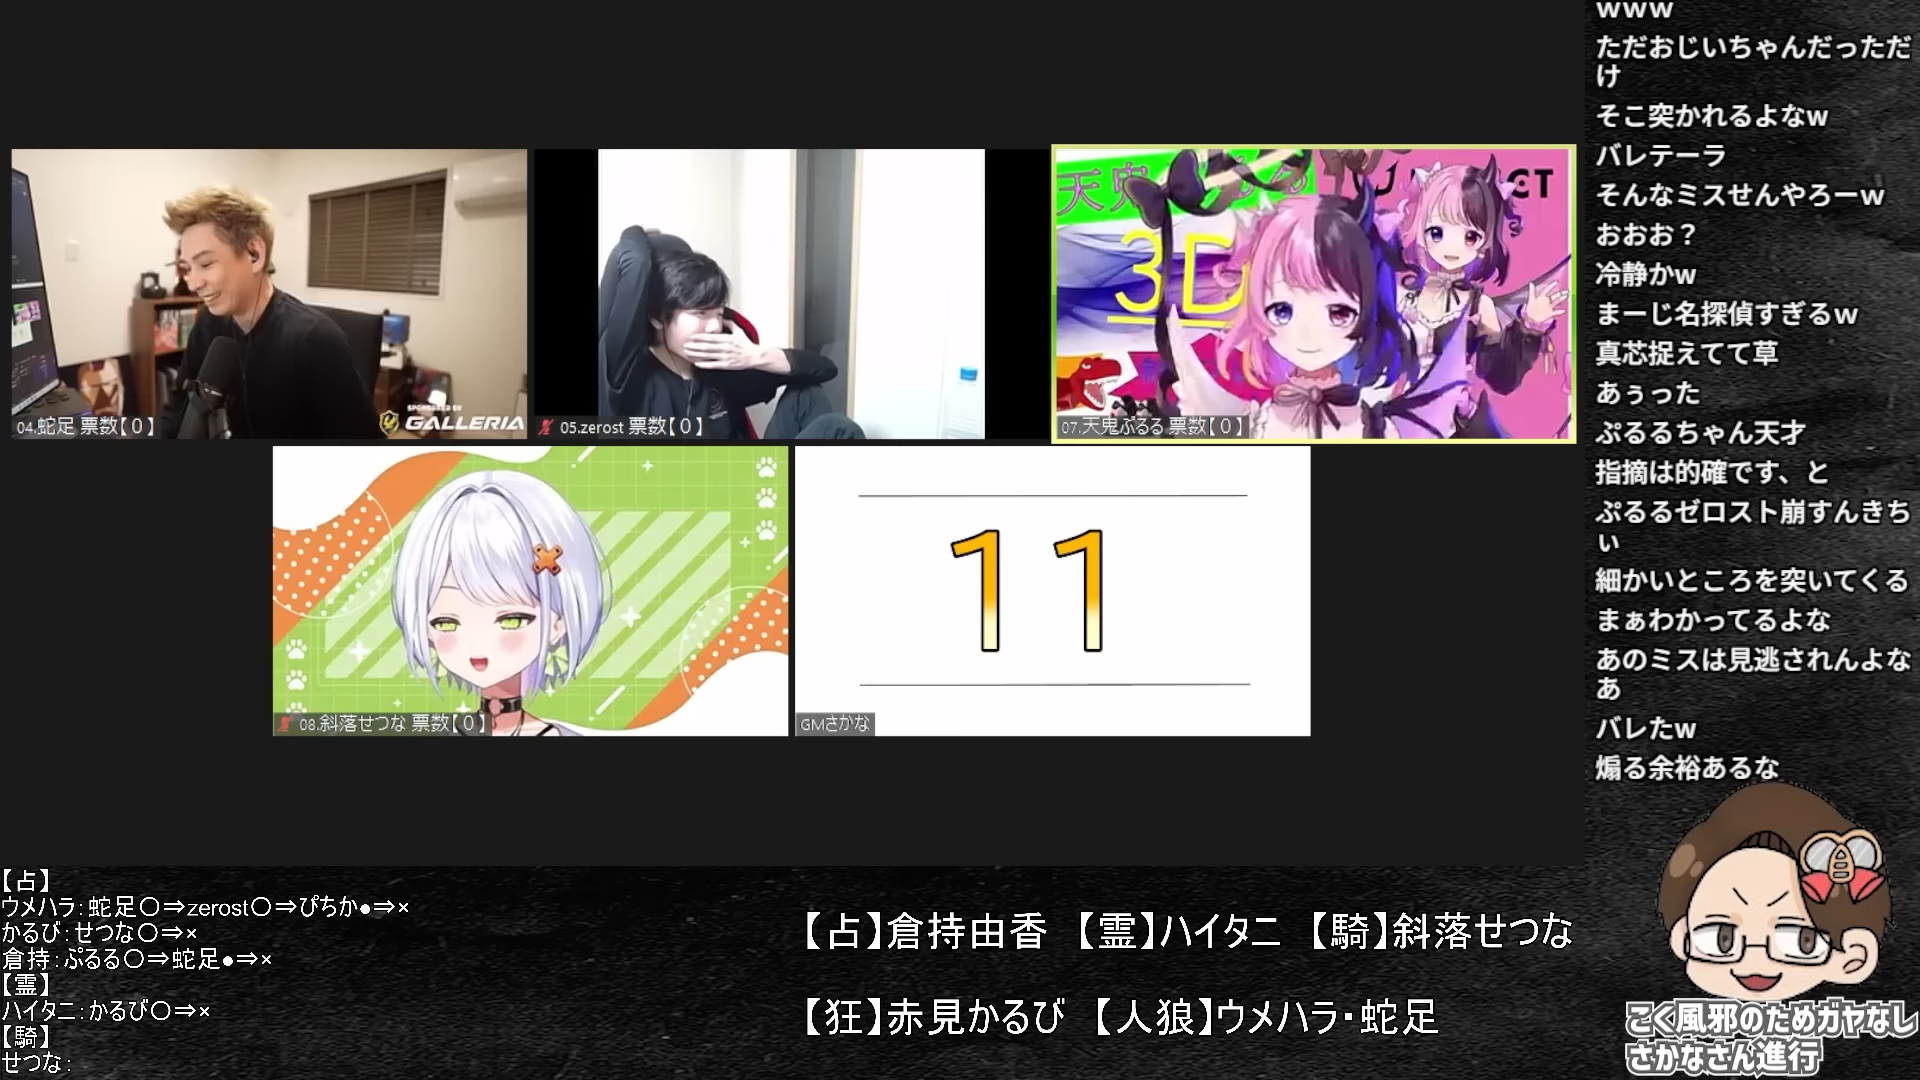 04.蛇足 票数【0】
SPONSORED BY
GALLERIA
05.zerost 票数【0】
天鬼
3D
07.天鬼ぷるる 票数【0】
08.斜落せつな 票数【0】
11
GMさかな
www
ただおじいちゃんだっただ
け
そこ突かれるよなw
バレテーラ
そんなミスせんやろーw
おおお？
冷静かw
まーじ名探偵すぎるw
真芯捉えてて草
あぅった
ぷるるちゃん天才
指摘は的確です、と
ぷるるゼロスト崩すんきち
ぃ
細かいところを突いてくる
まぁわかってるよな
あのミスは見逃されんよな
あ
バレたw
煽る余裕あるな
【占】
ウメハラ:蛇足〇⇒zerost〇⇒ぴちか●⇒×
かるび:せつな〇⇒×
倉持:ぷるる〇⇒蛇足●⇒×
【霊】
ハイタニ:かるび〇⇒×
【騎】
せつな:
【占】倉持由香 【霊】ハイタニ 【騎】斜落せつな
【狂】赤見かるび 【人狼】ウメハラ・蛇足
こく風邪のためガヤなし
さかなさん進行